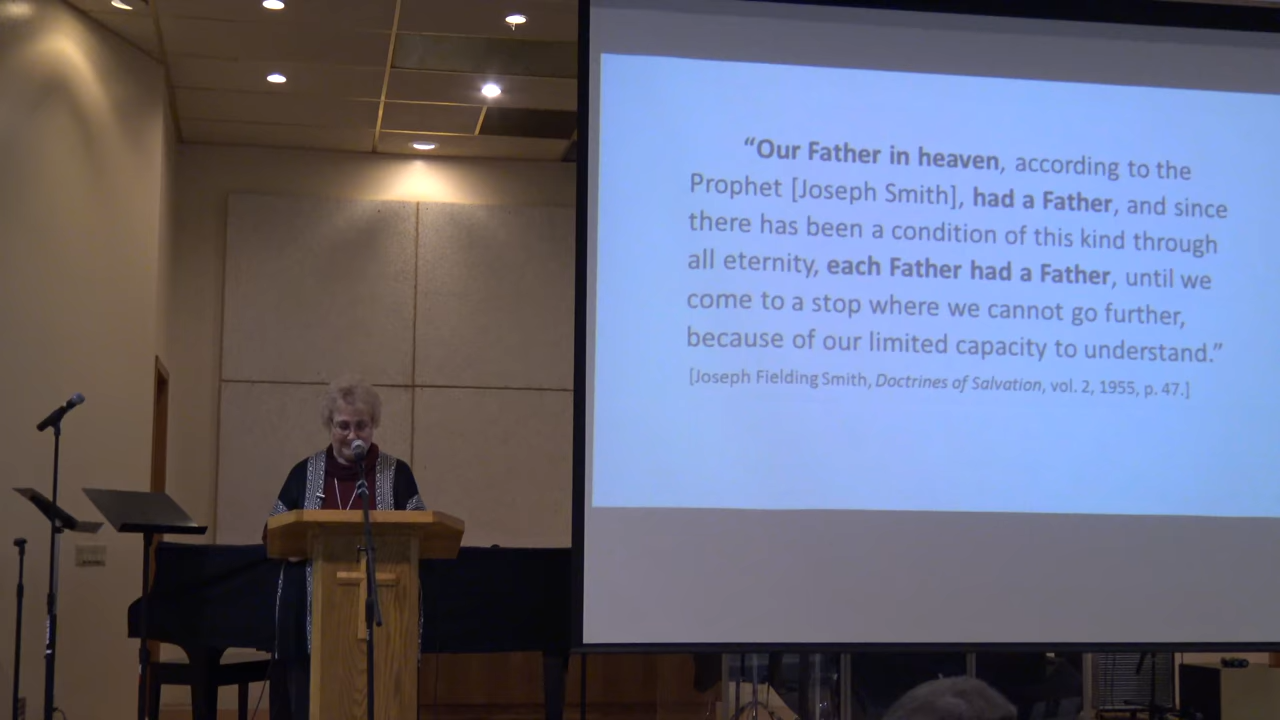 “Our Father in heaven, according to the
Prophet [Joseph Smith], had a Father, and since
there has been a condition of this kind through
all eternity, each Father had a Father, until we
come to a stop where we cannot go further,
because of our limited capacity to understand.”
[Joseph Fielding Smith, Doctrines of Salvation, vol. 2, 1955, p. 47.]